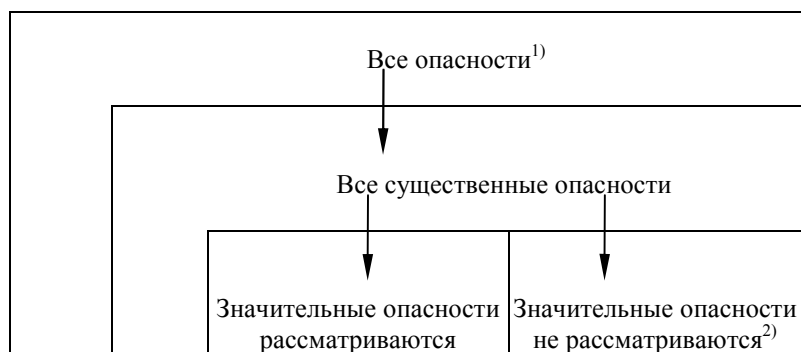 Все опасности1)
Все существенные опасности
Значительные опасности
рассматриваются
Значительные опасности
не рассматриваются2)